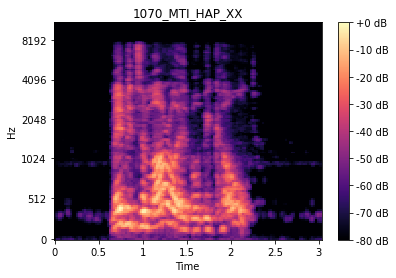 1070_MTI_HAP_XX
+0 dB
8192
-10 dB
4096
-20 dB
-30 dB
2048
Hz
-40 dB
1024
-50 dB
512
-60 dB
-70 dB
0
-80 dB
0 0.5 1 1.5 2 2.5 3
Time